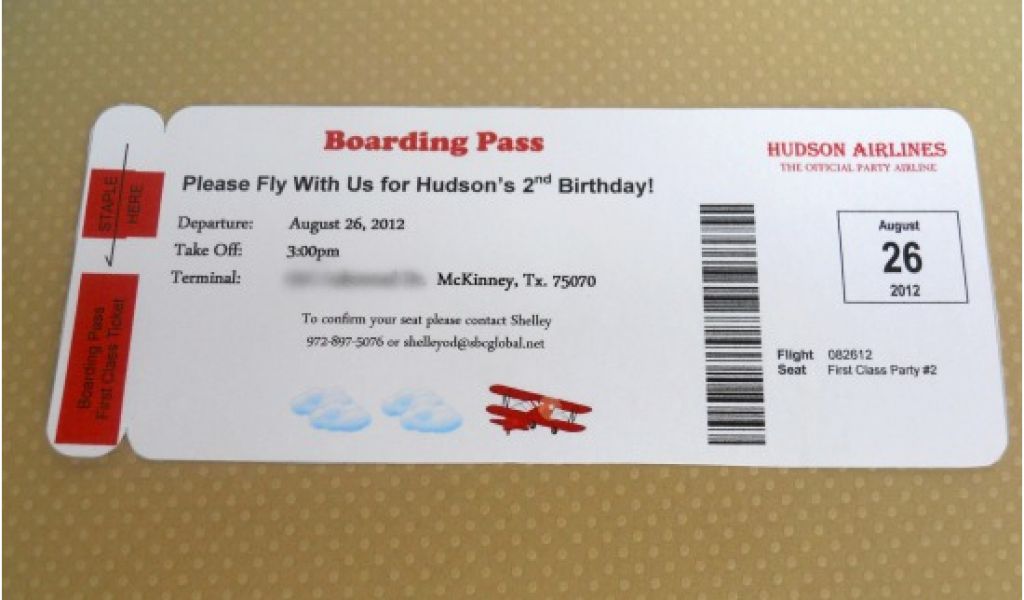 Boarding Pass
Please Fly With Us for Hudson's 2nd Birthday!
Departure: August 26, 2012
Take Off: 3:00pm
Terminal: McKinney, Tx. 75070
To confirm your seat please contact Shelley
972-897-5076 or shelleyod@sbcglobal.net
HUDSON AIRLINES
THE OFFICIAL PARTY AIRLINE
August
26
2012
Flight 082612
Seat First Class Party #2
STAPLE
HERE
Boarding Pass
First Class Ticket